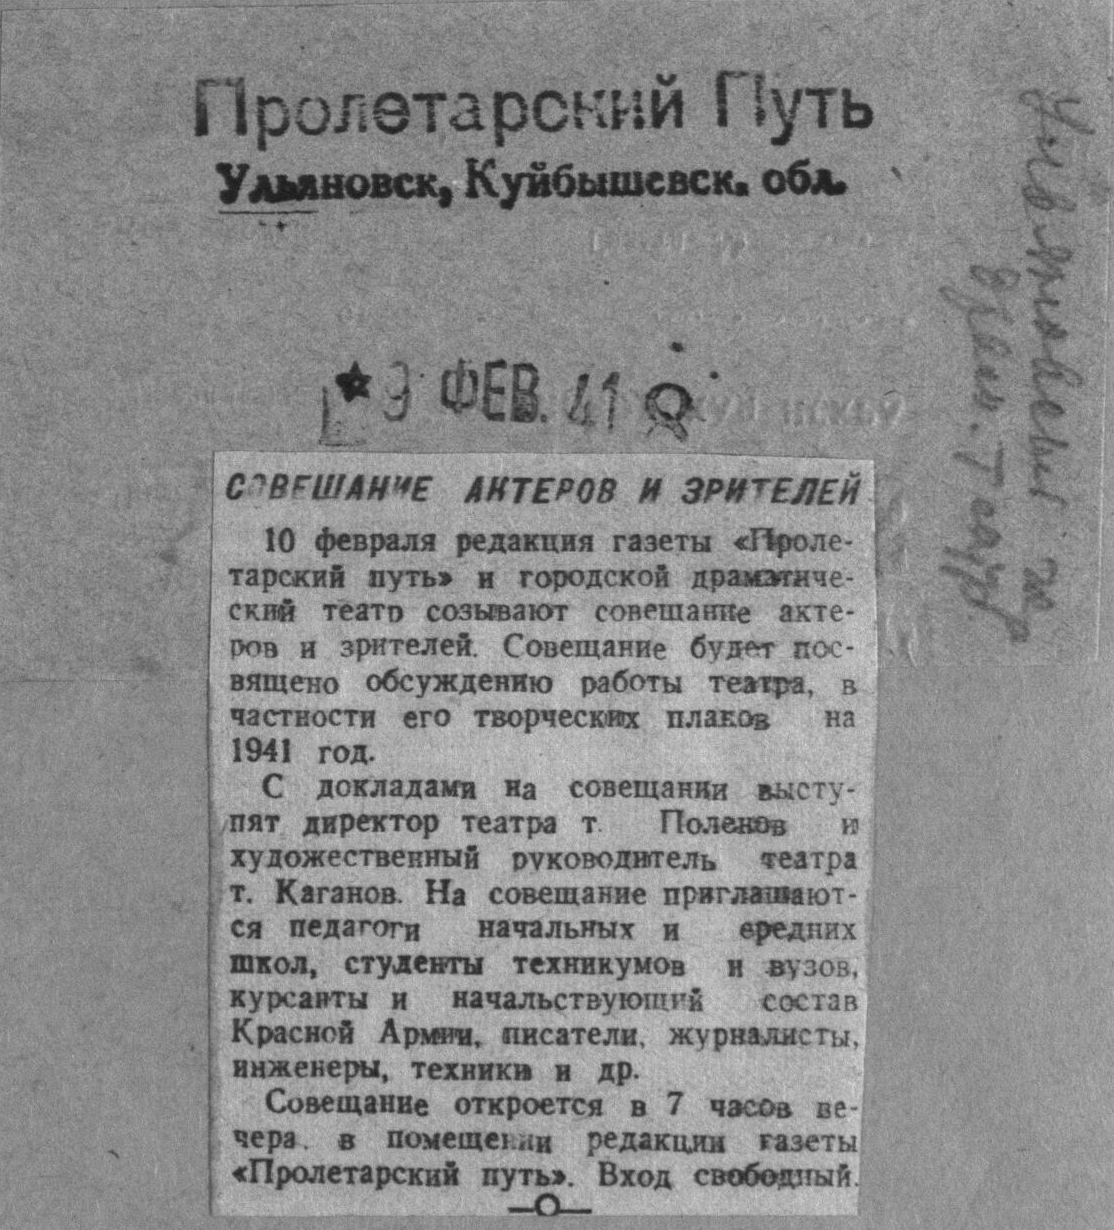 Пролетарский Путь
Ульяновск, Куйбышевск. обл.
9 ФЕВ. 41
СОВЕЩАНИЕ АКТЕРОВ И ЗРИТЕЛЕЙ
10 февраля редакция газеты «Проле-
тарский путь» и городской драматиче-
ский театр созывают совещание акте-
ров и зрителей. Совещание будет пос-
вящено обсуждению работы театра, в
частности его творческих планов на
1941 год.
С докладами на совещании высту-
пят директор театра т. Поленов и
художественный руководитель театра
т. Каганов. На совещание приглашают-
ся педагоги начальных и средних
школ, студенты техникумов и вузов,
курсанты и начальствующий состав
Красной Армии, писатели, журналисты,
инженеры, техники и др.
Совещание откроется в 7 часов ве-
чера в помещении редакции газеты
«Пролетарский путь». Вход свободный.